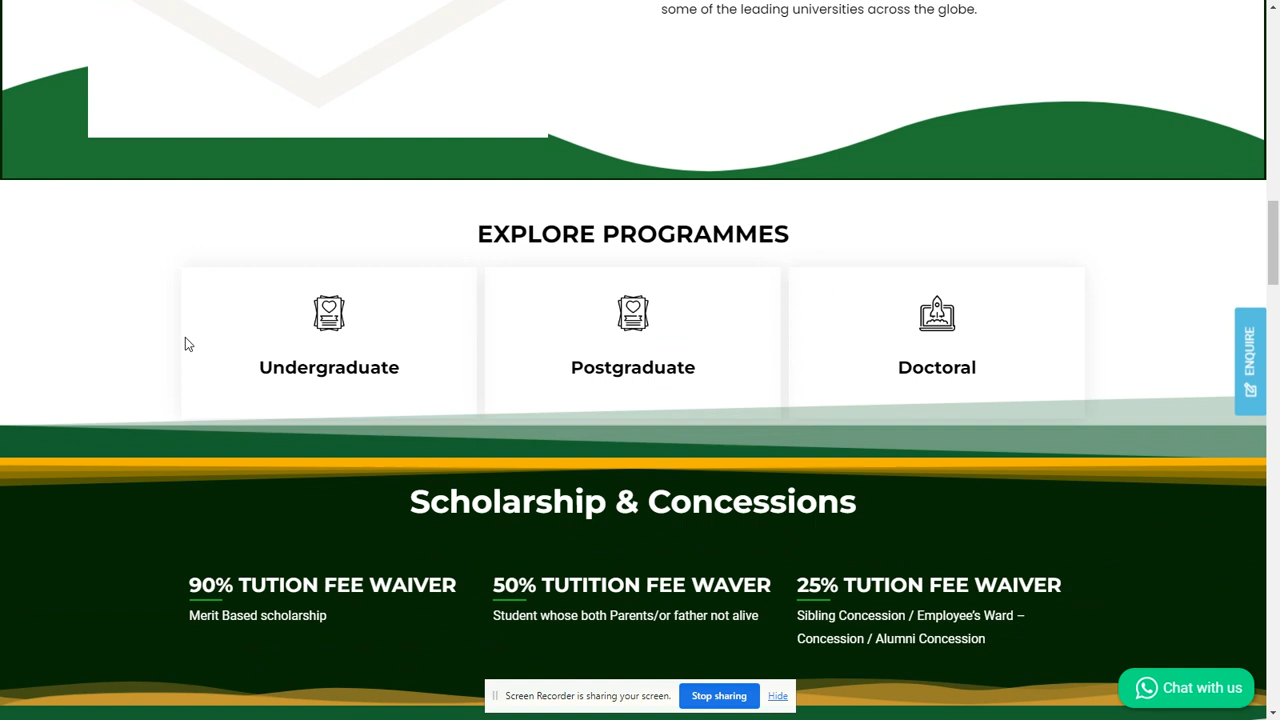 some of the leading universities across the globe.
EXPLORE PROGRAMMES
Undergraduate
Postgraduate
Doctoral
ENQUIRE
Scholarship & Concessions
90% TUTION FEE WAIVER
Merit Based scholarship
50% TUTITION FEE WAVER
Student whose both Parents/or father not alive
25% TUTION FEE WAIVER
Sibling Concession / Employee’s Ward –
Concession / Alumni Concession
Screen Recorder is sharing your screen.
Stop sharing
Hide
Chat with us